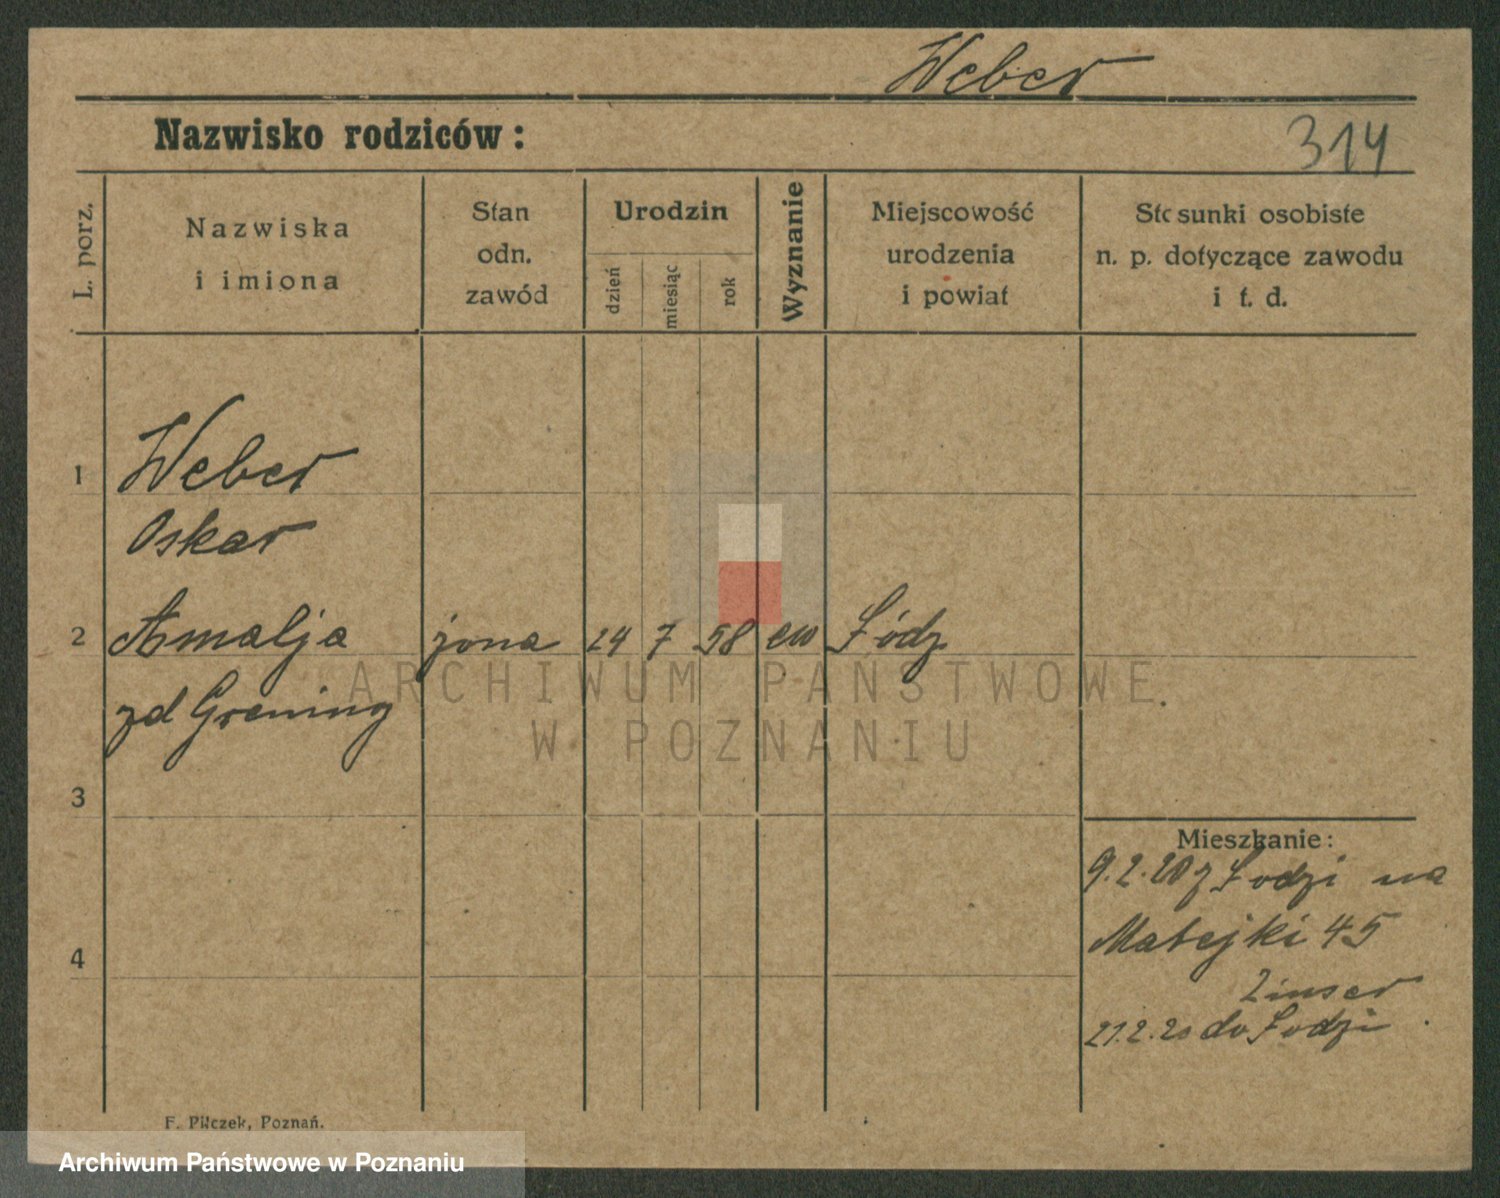 Weber
Nazwisko rodziców:
314
L. porz.
Nazwiska
i imiona
Stan
odn.
zawód
Urodzin
dzień
miesiąc
rok
Wyznanie
Miejscowość
urodzenia
i powiat
Stosunki osobiste
n. p. dotyczące zawodu
i t. d.
1
Weber
Oskar
2 Amalja żona 24 7 58 ew Łódz
zd Grening
ARCHIWUM PAŃSTWOWE
W POZNANIU
3
Mieszkanie:
9.2.20 z Łodzi na
Matejki 45
Zinser
21.2.20 do Łodzi
4
F. Pilczek, Poznań.
Archiwum Państwowe w Poznaniu